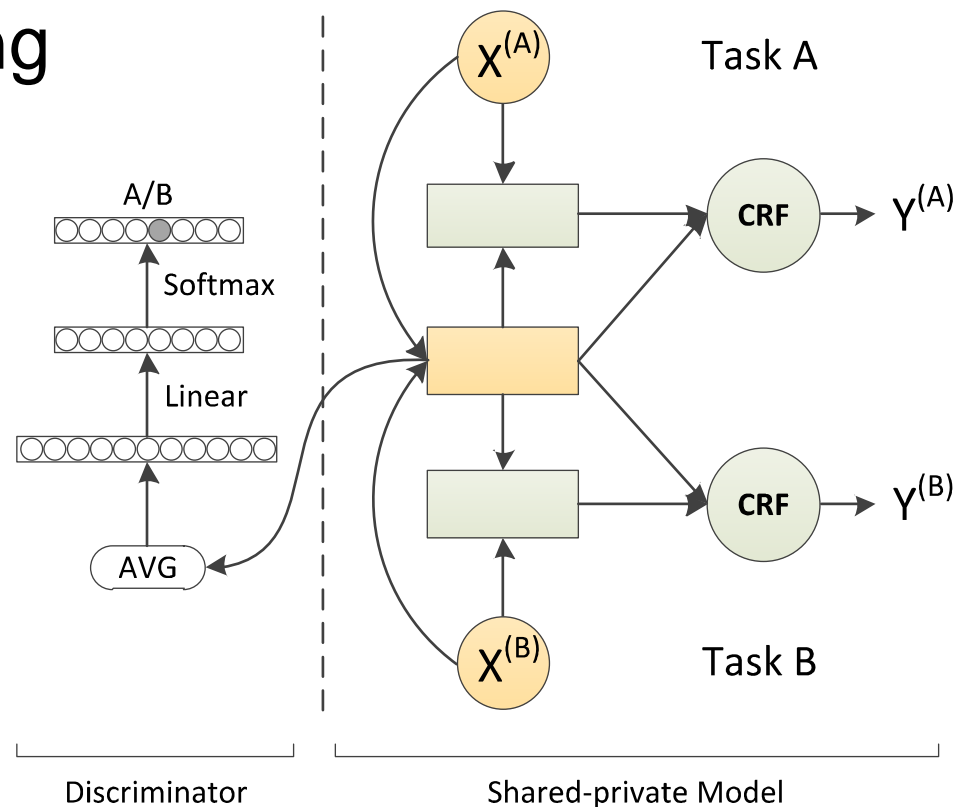 ng
A/B
Softmax
Linear
AVG
Discriminator
X(A)
Task A
CRF
Y(A)
CRF
Y(B)
X(B)
Task B
Shared-private Model